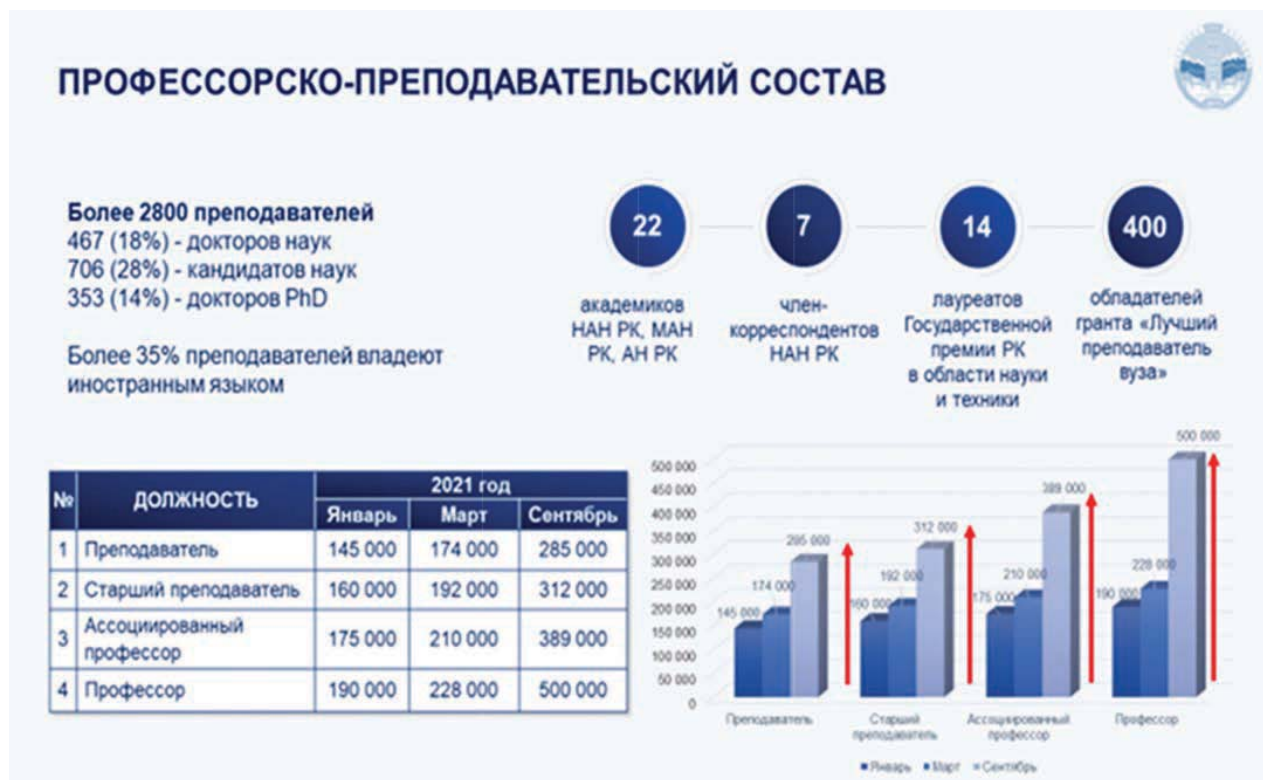 ПРОФЕССОРСКО-ПРЕПОДАВАТЕЛЬСКИЙ СОСТАВ
Более 2800 преподавателей
467 (18%) - докторов наук
706 (28%) - кандидатов наук
353 (14%) - докторов PhD
Более 35% преподавателей владеют
иностранным языком
22
академиков
НАН РК, МАН
РК, АН РК
7
член-
корреспондентов
НАН РК
14
лауреатов
Государственной
премии РК
в области науки
и техники
400
обладателей
гранта «Лучший
преподаватель
вуза»
№ ДОЛЖНОСТЬ 2021 год
Январь Март Сентябрь
1 Преподаватель 145 000 174 000 285 000
2 Старший преподаватель 160 000 192 000 312 000
3 Ассоциированный
профессор 175 000 210 000 389 000
4 Профессор 190 000 228 000 500 000
500 000
450 000
400 000
350 000
300 000
250 000
200 000
150 000
100 000
50 000
0
145 000 174 000 285 000
160 000 192 000 312 000
175 000 210 000 389 000
190 000 228 000 500 000
Преподаватель
Старший
преподаватель
Ассоциированный
профессор
Профессор
Январь Март Сентябрь